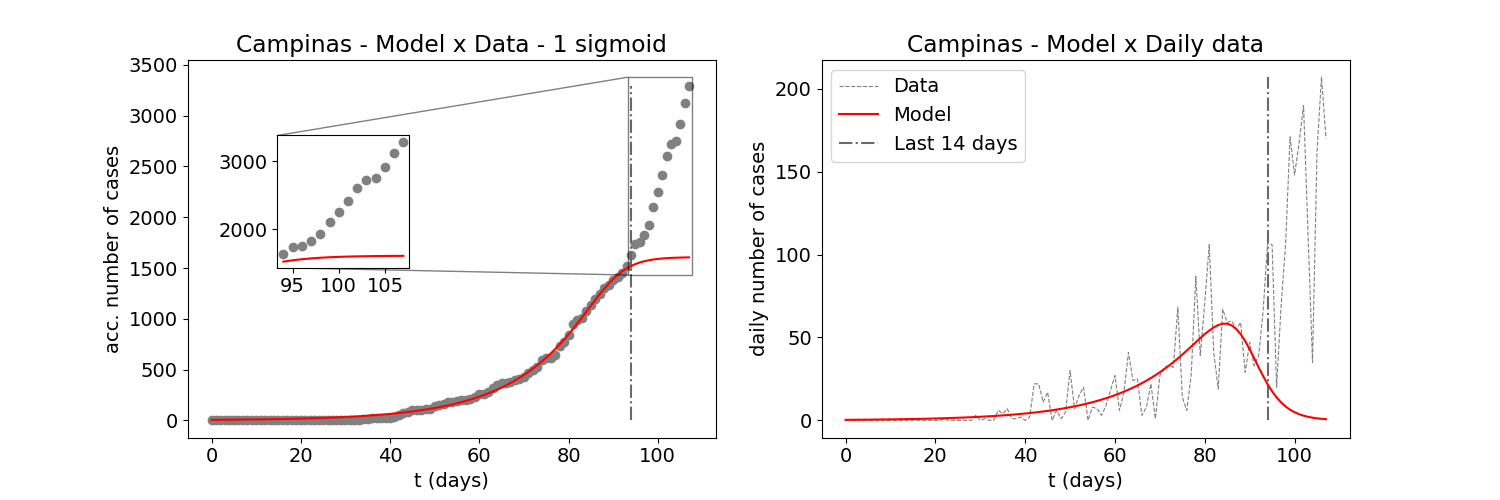 Campinas - Model x Data - 1 sigmoid
3500
3000
2500
2000
1500
1000
500
0
acc. number of cases
3000
2000
95 100 105
0 20 40 60 80 100
t (days)
Campinas - Model x Daily data
Data
Model
Last 14 days
200
150
100
50
0
daily number of cases
0 20 40 60 80 100
t (days)